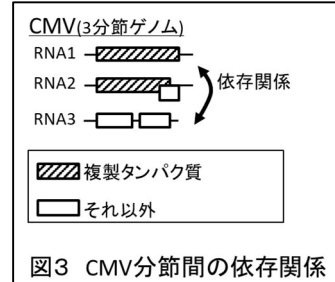 CMV(3分節ゲノム)
RNA1
RNA2
依存関係
RNA3
複製タンパク質
それ以外
図3 CMV分節間の依存関係